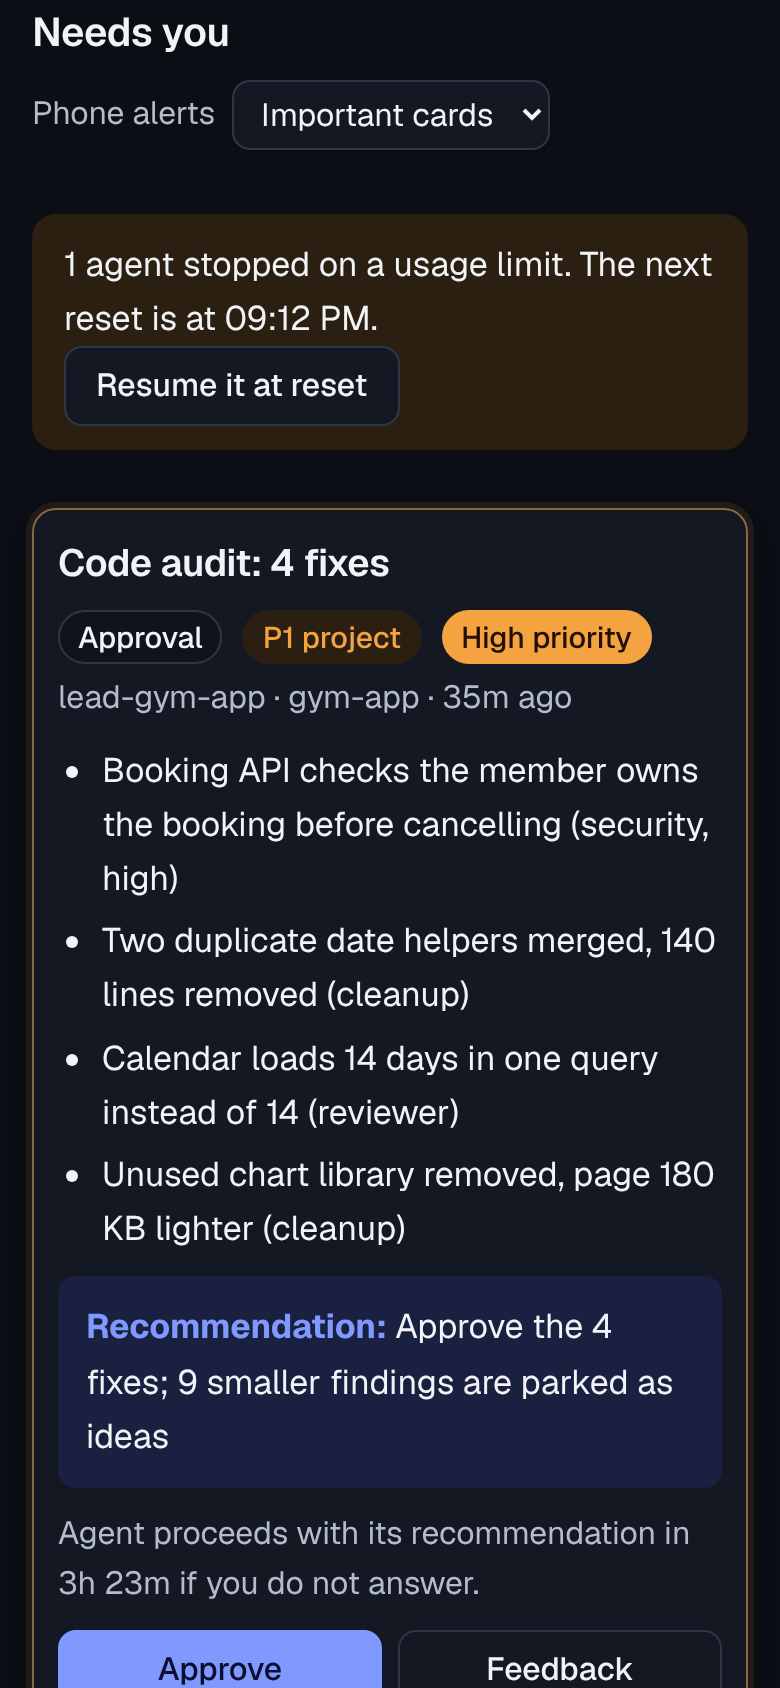 Needs you
Phone alerts
Important cards
1 agent stopped on a usage limit. The next
reset is at 09:12 PM.
Resume it at reset
Code audit: 4 fixes
Approval
P1 project
High priority
lead-gym-app · gym-app · 35m ago
• Booking API checks the member owns
the booking before cancelling (security,
high)
• Two duplicate date helpers merged, 140
lines removed (cleanup)
• Calendar loads 14 days in one query
instead of 14 (reviewer)
• Unused chart library removed, page 180
KB lighter (cleanup)
Recommendation: Approve the 4
fixes; 9 smaller findings are parked as
ideas
Agent proceeds with its recommendation in
3h 23m if you do not answer.
Approve
Feedback